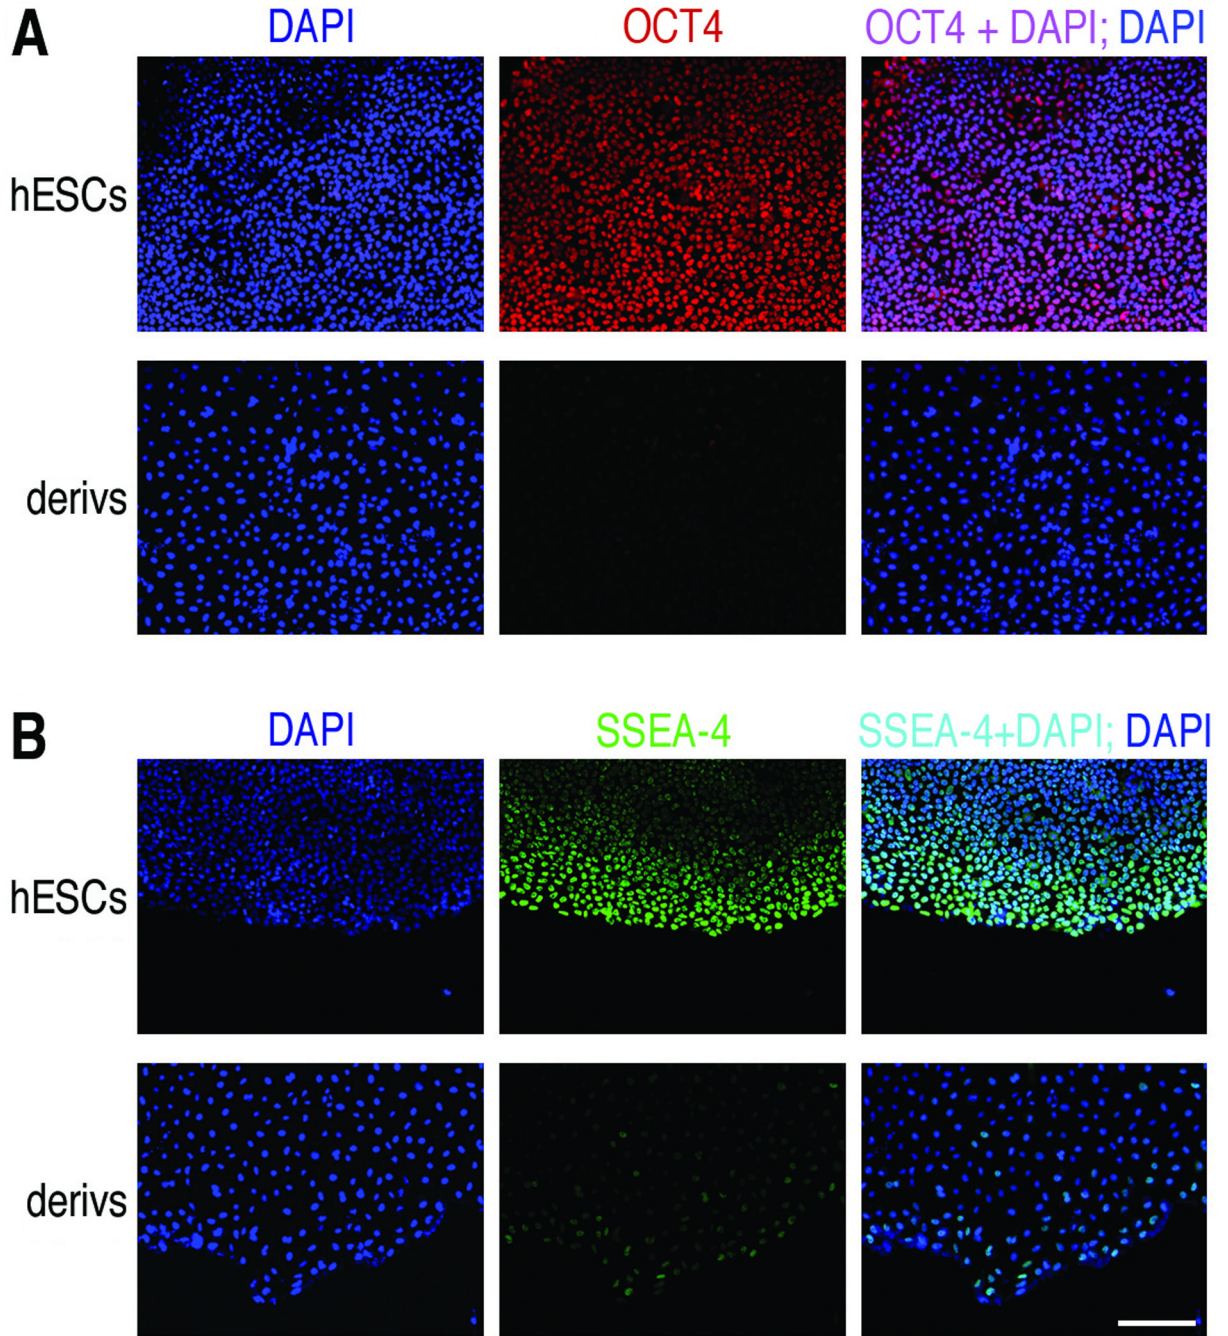 A
DAPI OCT4 OCT4 + DAPI; DAPI
hESCs
derivs
B
DAPI SSEA-4 SSEA-4+DAPI; DAPI
hESCs
derivs